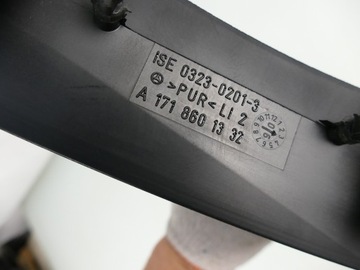 ISE 0323-0201-3
>PUR< LI 2
A 171 860 13 32